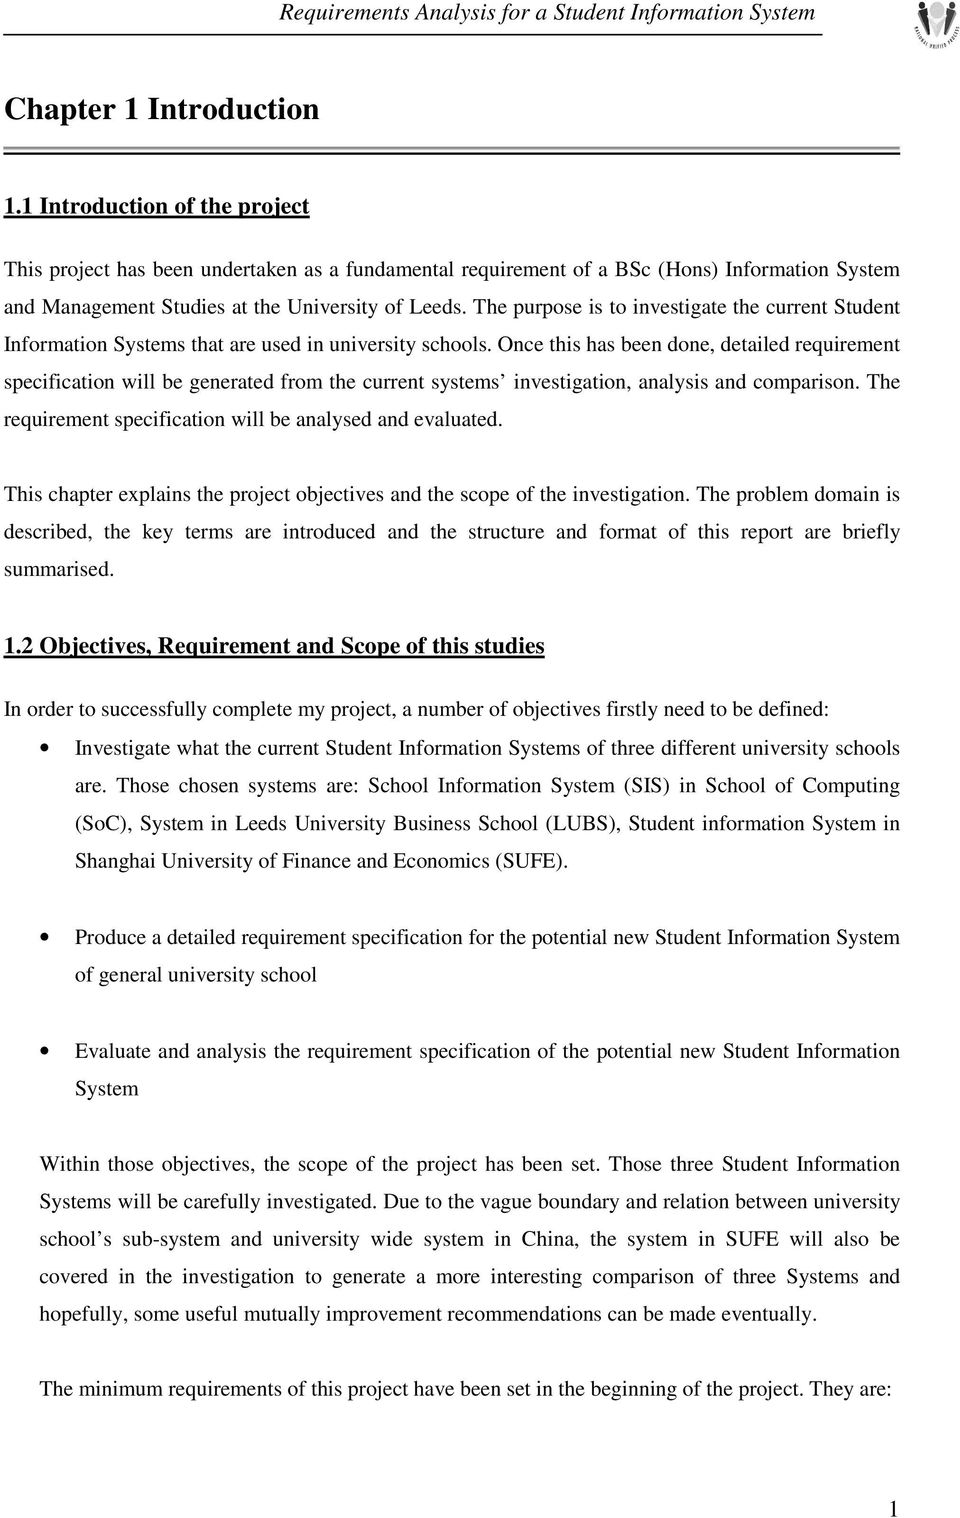 Requirements Analysis for a Student Information System
NATIONAL UNIFIED PROCESS
Chapter 1 Introduction
1.1 Introduction of the project
This project has been undertaken as a fundamental requirement of a BSc (Hons) Information System
and Management Studies at the University of Leeds. The purpose is to investigate the current Student
Information Systems that are used in university schools. Once this has been done, detailed requirement
specification will be generated from the current systems’ investigation, analysis and comparison. The
requirement specification will be analysed and evaluated.
This chapter explains the project objectives and the scope of the investigation. The problem domain is
described, the key terms are introduced and the structure and format of this report are briefly
summarised.
1.2 Objectives, Requirement and Scope of this studies
In order to successfully complete my project, a number of objectives firstly need to be defined:
• Investigate what the current Student Information Systems of three different university schools
are. Those chosen systems are: School Information System (SIS) in School of Computing
(SoC), System in Leeds University Business School (LUBS), Student information System in
Shanghai University of Finance and Economics (SUFE).
• Produce a detailed requirement specification for the potential new Student Information System
of general university school
• Evaluate and analysis the requirement specification of the potential new Student Information
System
Within those objectives, the scope of the project has been set. Those three Student Information
Systems will be carefully investigated. Due to the vague boundary and relation between university
school’s sub-system and university wide system in China, the system in SUFE will also be
covered in the investigation to generate a more interesting comparison of three Systems and
hopefully, some useful mutually improvement recommendations can be made eventually.
The minimum requirements of this project have been set in the beginning of the project. They are:
1